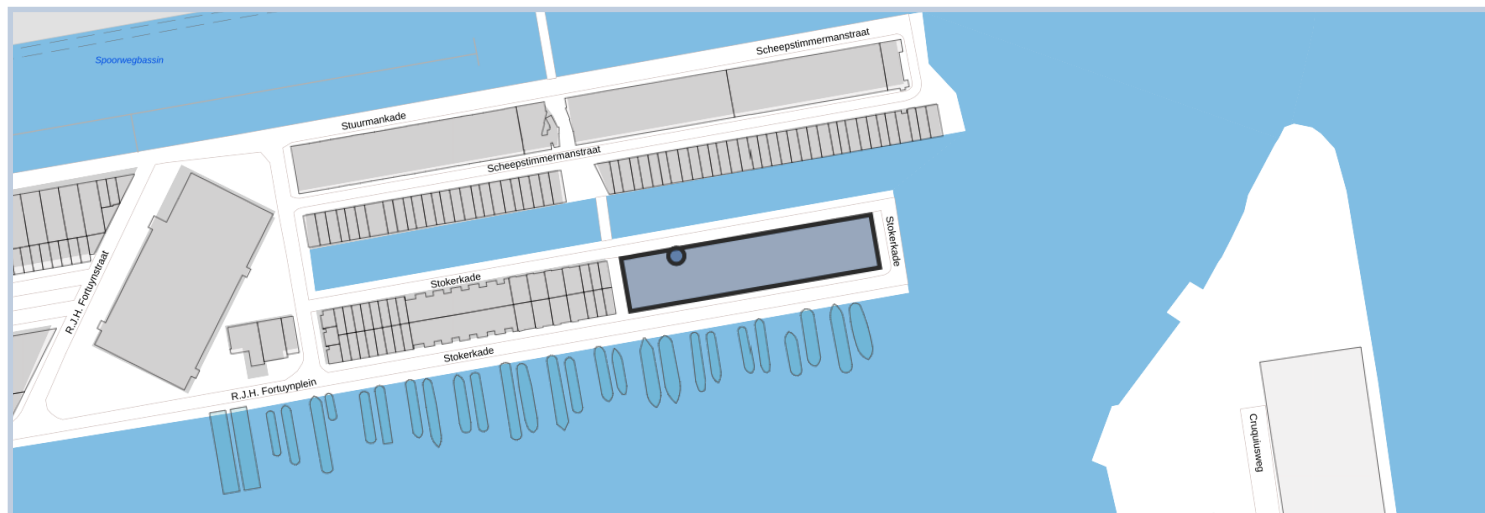 Scheepstimmermanstraat
Spoorwegbassin
Stuurmankade
Scheepstimmermanstraat
Stokerkade
R.J.H. Fortuynstraat
Stokerkade
Stokerkade
R.J.H. Fortuynplein
Cruquiusweg